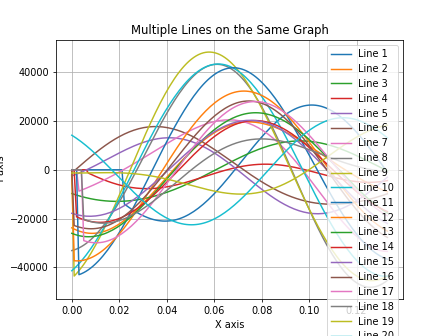 Multiple Lines on the Same Graph
40000
20000
0
−20000
−40000
0.00
0.02
0.04
0.06
0.08
0.10
X axis
axis
Line 1
Line 2
Line 3
Line 4
Line 5
Line 6
Line 7
Line 8
Line 9
Line 10
Line 11
Line 12
Line 13
Line 14
Line 15
Line 16
Line 17
Line 18
Line 19
Line 20